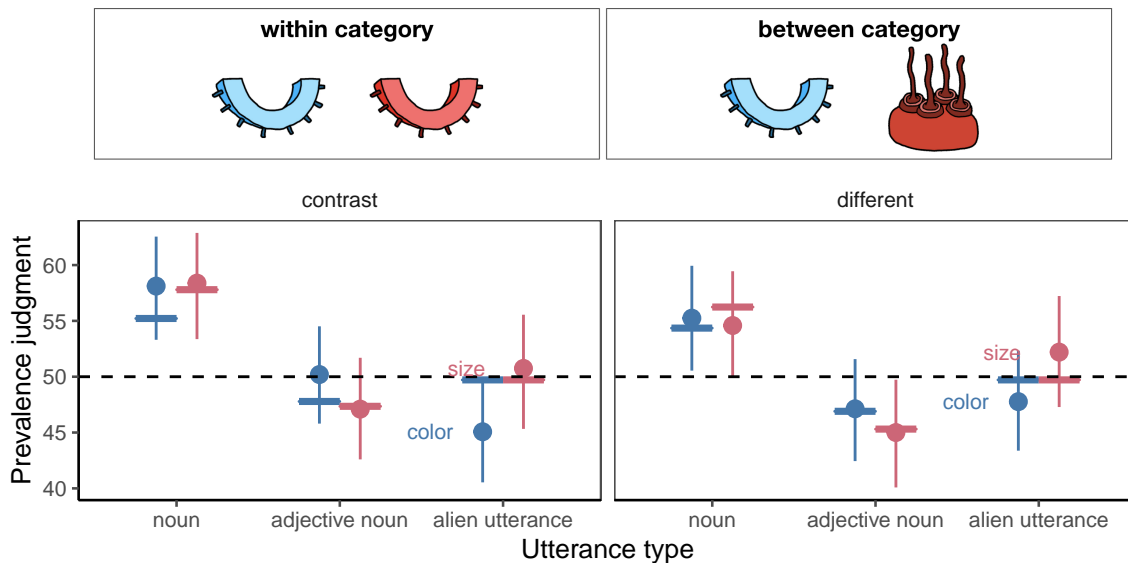 within category
between category
contrast
different
Prevalence judgment
60
55
50
45
40
size
color
size
color
noun
adjective noun
alien utterance
noun
adjective noun
alien utterance
Utterance type